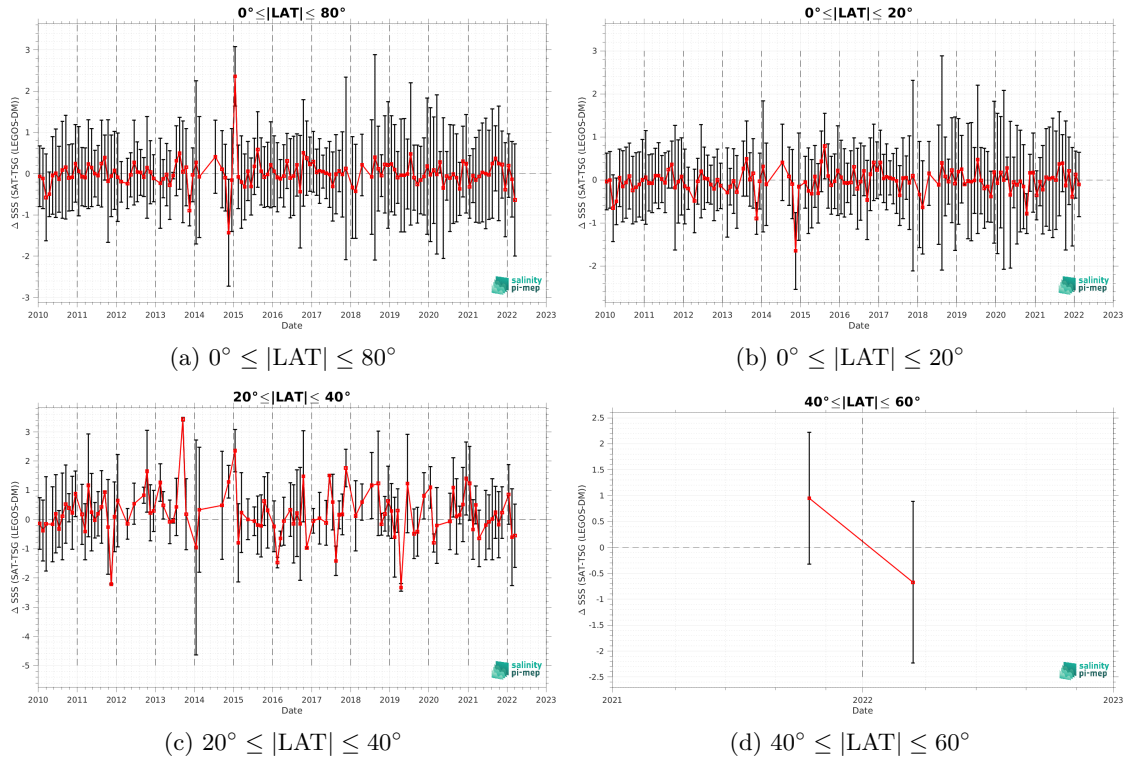 0°≤|LAT|≤ 80°
Δ SSS (SAT-TSG (LEGOS-DM))
3
2
1
0
-1
-2
-3
salinity
pi-mep
2010 2011 2012 2013 2014 2015 2016 2017 2018 2019 2020 2021 2022 2023
Date
(a) 0° ≤ |LAT| ≤ 80°
0°≤|LAT|≤ 20°
Δ SSS (SAT-TSG (LEGOS-DM))
3
2
1
0
-1
-2
salinity
pi-mep
2010 2011 2012 2013 2014 2015 2016 2017 2018 2019 2020 2021 2022 2023
Date
(b) 0° ≤ |LAT| ≤ 20°
20°≤|LAT|≤ 40°
Δ SSS (SAT-TSG (LEGOS-DM))
3
2
1
0
-1
-2
-3
-4
-5
salinity
pi-mep
2010 2011 2012 2013 2014 2015 2016 2017 2018 2019 2020 2021 2022 2023
Date
(c) 20° ≤ |LAT| ≤ 40°
40°≤|LAT|≤ 60°
Δ SSS (SAT-TSG (LEGOS-DM))
2.5
2
1.5
1
0.5
0
-0.5
-1
-1.5
-2
-2.5
salinity
pi-mep
2021 2022 2023
Date
(d) 40° ≤ |LAT| ≤ 60°